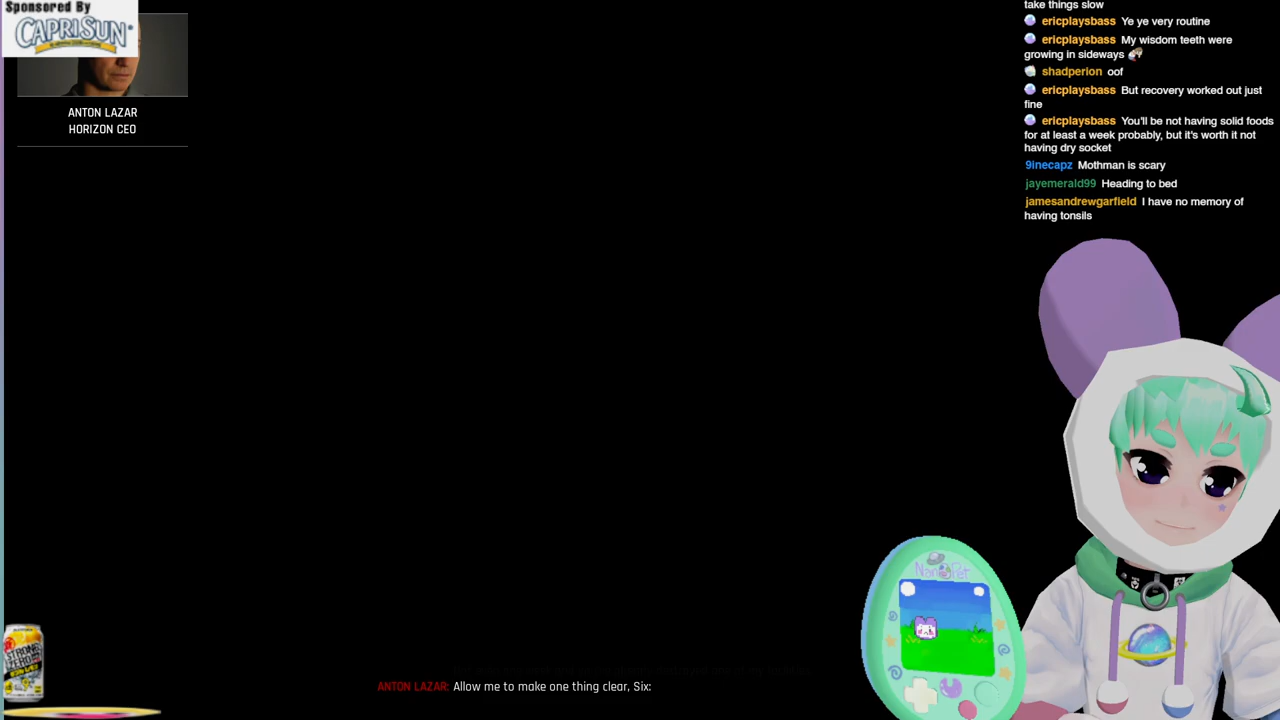 Sponsored By
CAPRISUN
ANTON LAZAR
HORIZON CEO
take things slow
ericplaysbass Ye ye very routine
ericplaysbass My wisdom teeth were
growing in sideways
shadperion oof
ericplaysbass But recovery worked out just
fine
ericplaysbass You'll be not having solid foods
for at least a week probably, but it's worth it not
having dry socket
9inecapz Mothman is scary
jayemerald99 Heading to bed
jamesandrewgarfield I have no memory of
having tonsils
STRONG
ZERO
ANTON LAZAR: Allow me to make one thing clear, Six: